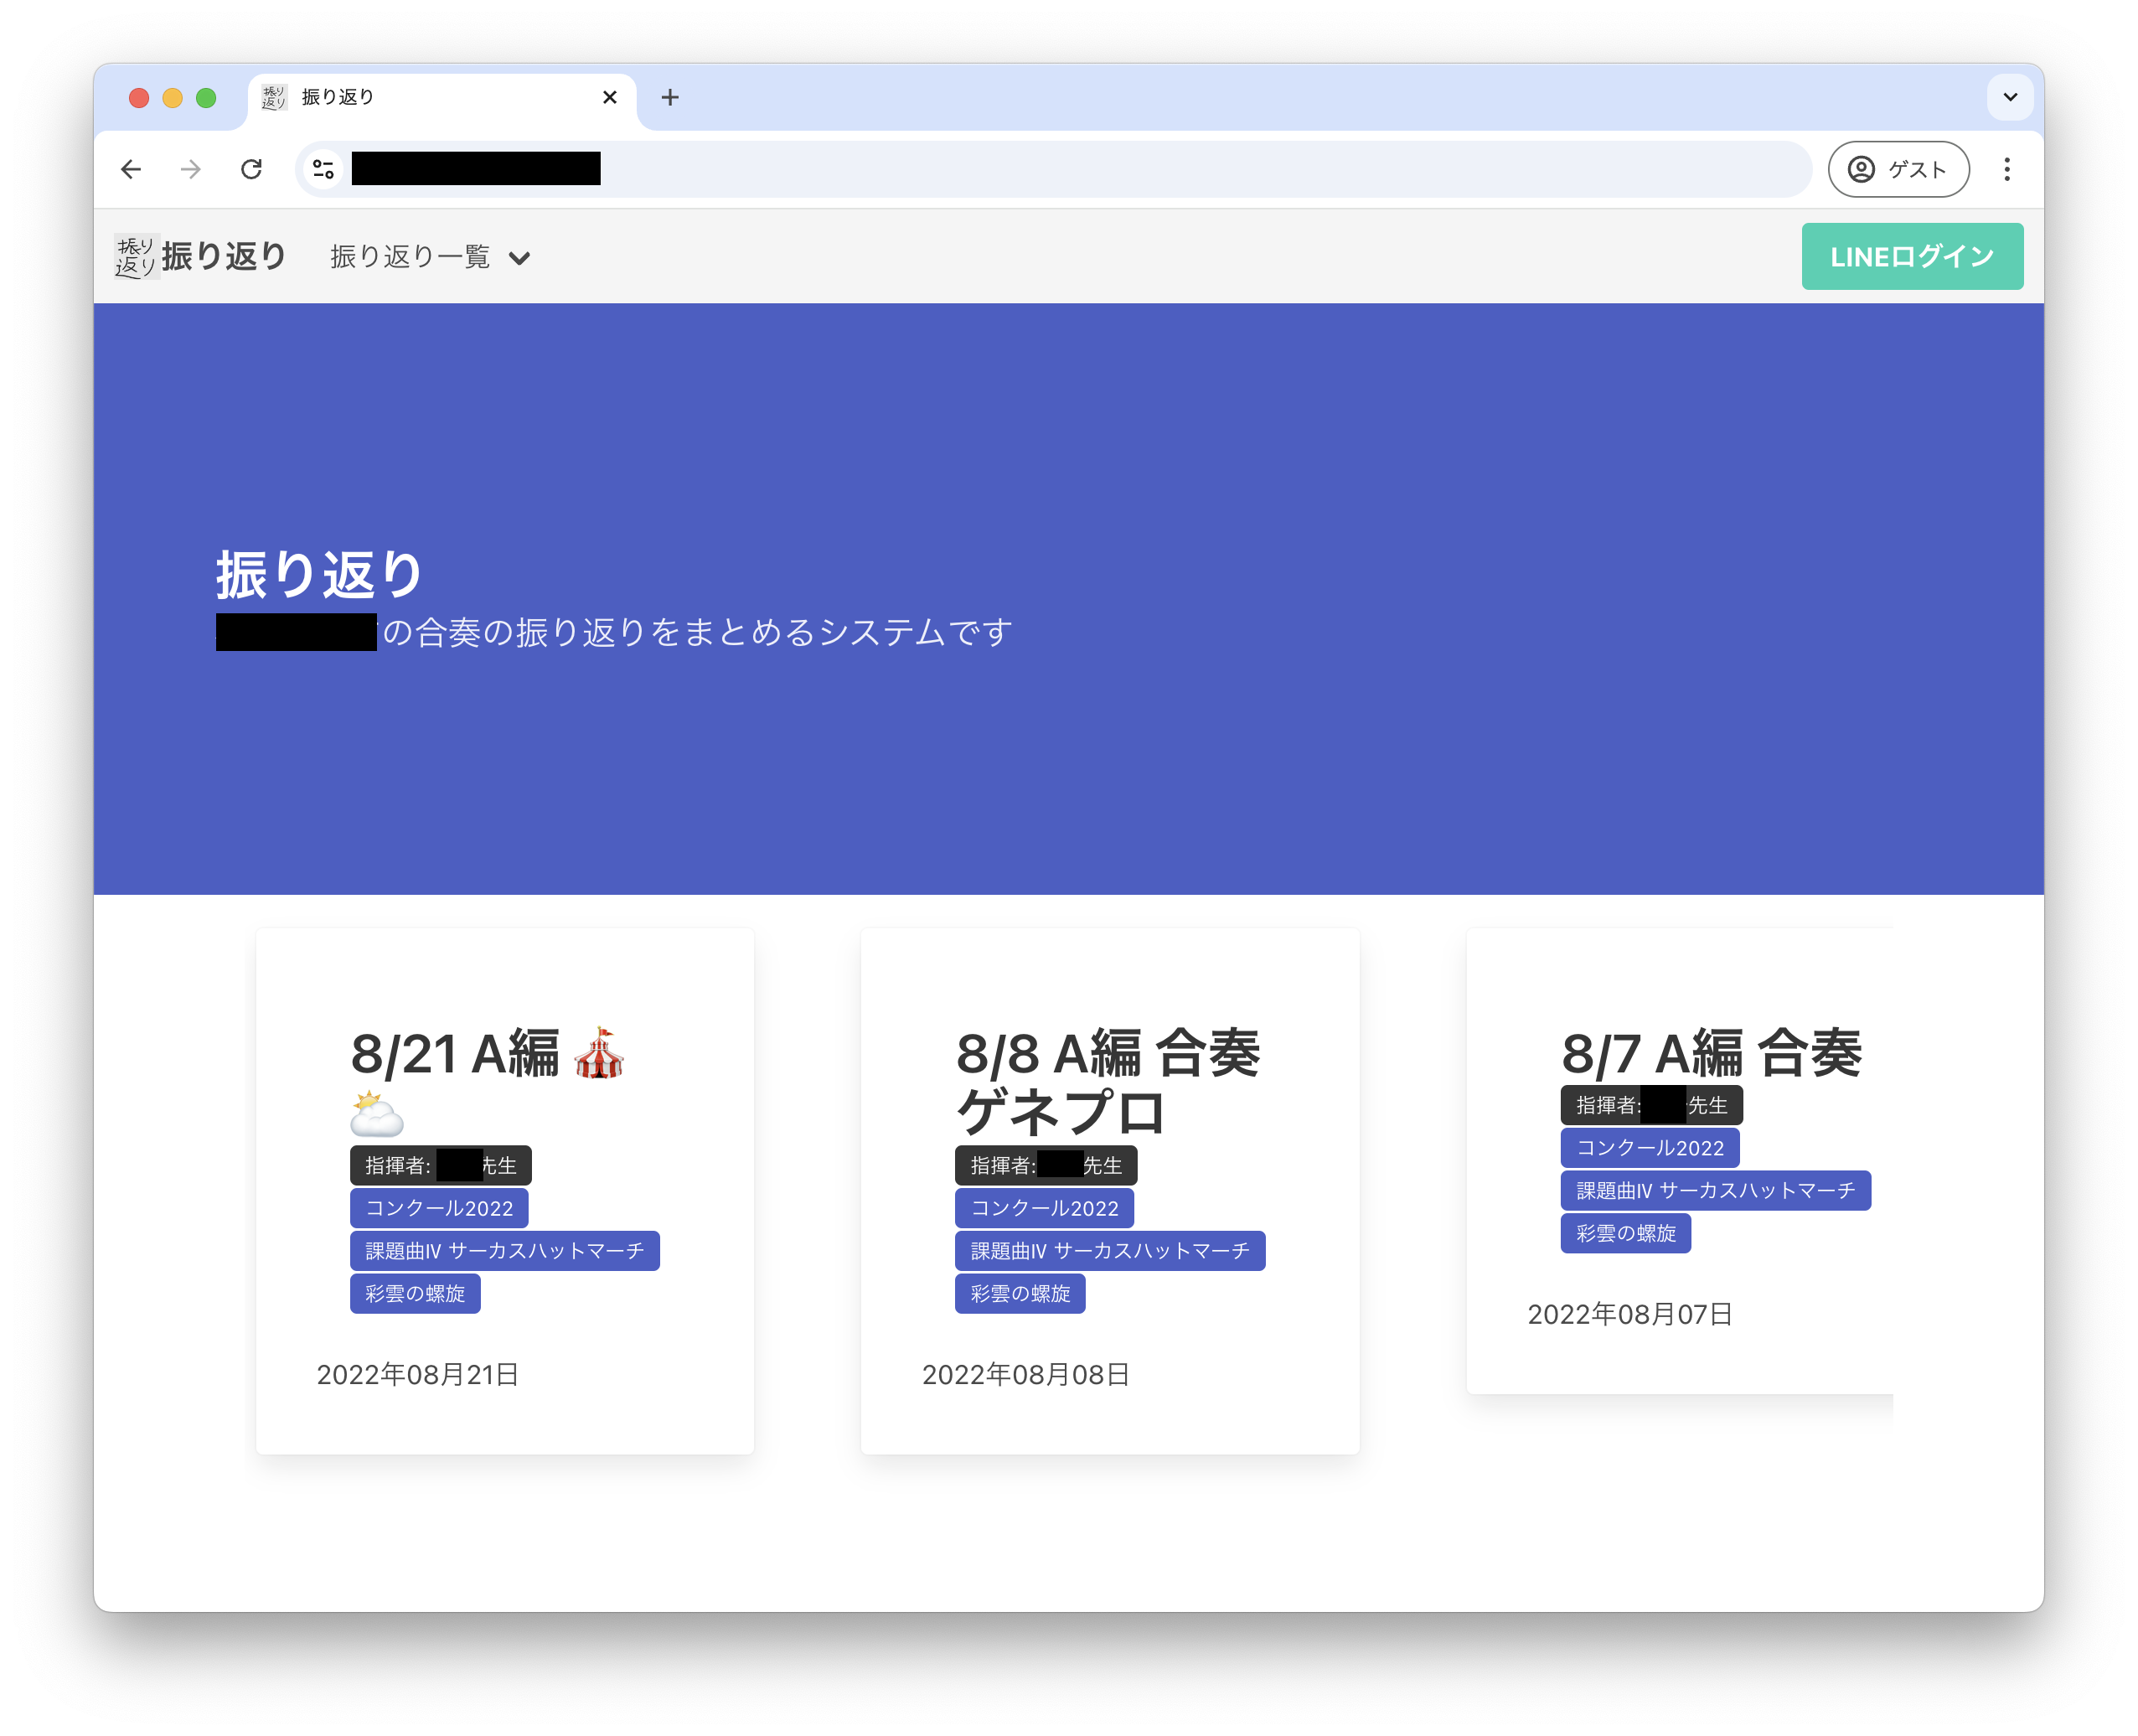 振り返り
振り返り
ゲスト
振り返り
振り返り
振り返り一覧
LINEログイン
振り返り
の合奏の振り返りをまとめるシステムです
8/21 A編 🎪
🌥️
指揮者: 先生
コンクール2022
課題曲Ⅳ サーカスハットマーチ
彩雲の螺旋
2022年08月21日
8/8 A編 合奏
ゲネプロ
指揮者: 先生
コンクール2022
課題曲Ⅳ サーカスハットマーチ
彩雲の螺旋
2022年08月08日
8/7 A編 合奏
指揮者: 先生
コンクール2022
課題曲Ⅳ サーカスハットマーチ
彩雲の螺旋
2022年08月07日